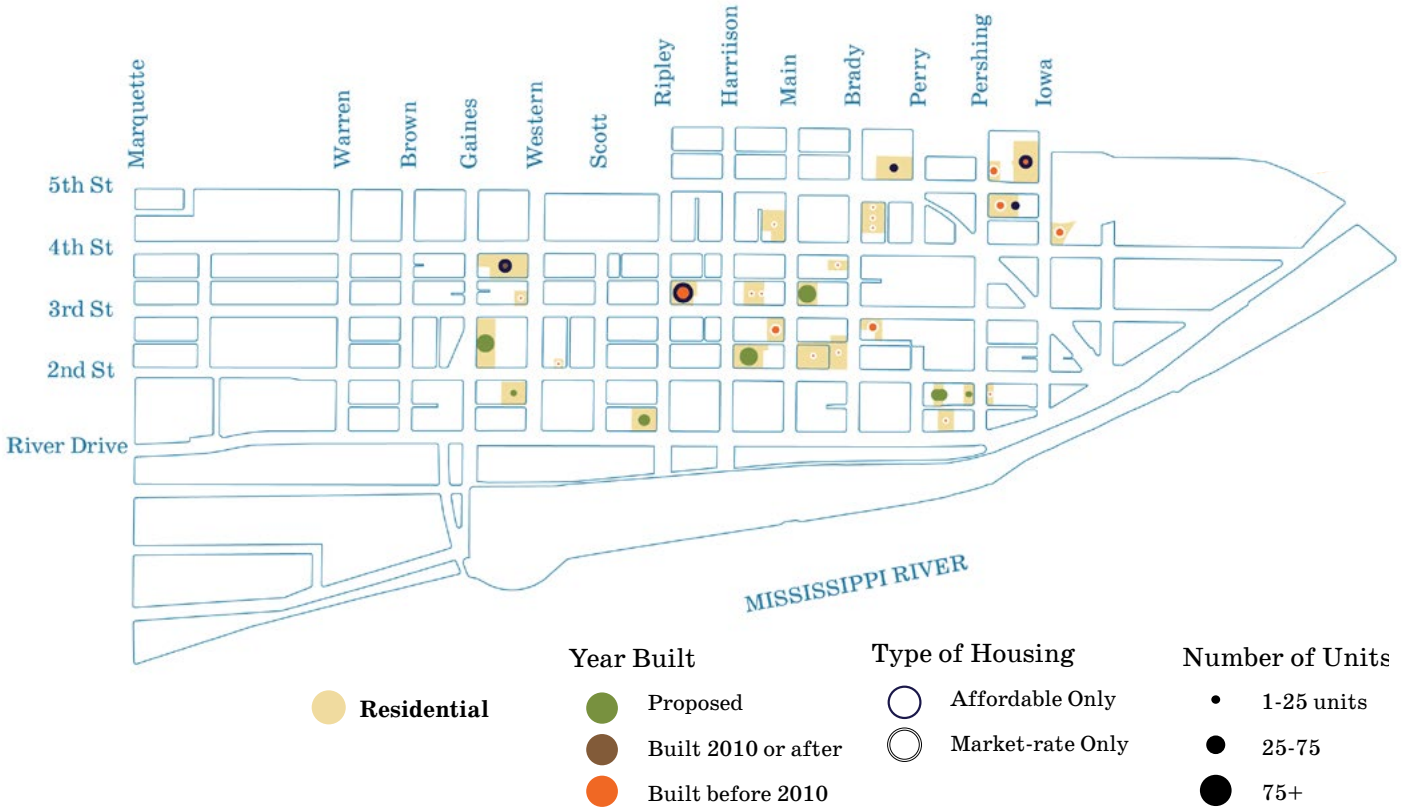 Marquette
Warren
Brown
Gaines
Western
Scott
Ripley
Harriison
Main
Brady
Perry
Pershing
Iowa
5th St
4th St
3rd St
2nd St
River Drive
MISSISSIPPI RIVER
Residential
Year Built
Proposed
Built 2010 or after
Built before 2010
Type of Housing
Affordable Only
Market-rate Only
Number of Units
1-25 units
25-75
75+